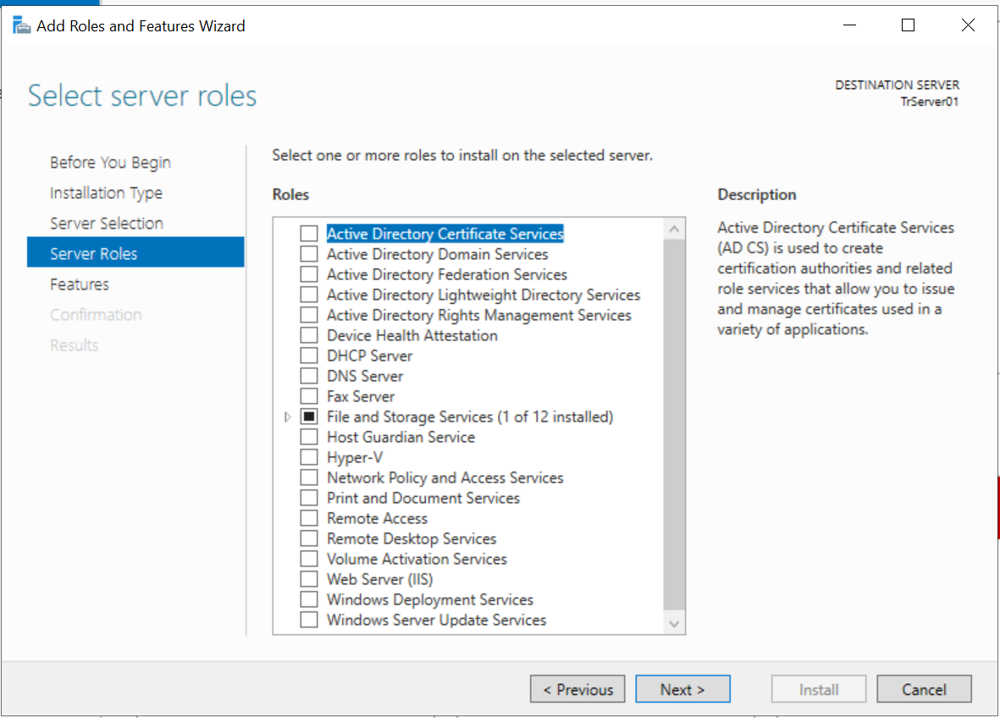 Add Roles and Features Wizard
Select server roles
DESTINATION SERVER
TrServer01
Before You Begin
Installation Type
Server Selection
Server Roles
Features
Confirmation
Results
Select one or more roles to install on the selected server.
Roles
Active Directory Certificate Services
Active Directory Domain Services
Active Directory Federation Services
Active Directory Lightweight Directory Services
Active Directory Rights Management Services
Device Health Attestation
DHCP Server
DNS Server
Fax Server
File and Storage Services (1 of 12 installed)
Host Guardian Service
Hyper-V
Network Policy and Access Services
Print and Document Services
Remote Access
Remote Desktop Services
Volume Activation Services
Web Server (IIS)
Windows Deployment Services
Windows Server Update Services
Description
Active Directory Certificate Services
(AD CS) is used to create
certification authorities and related
role services that allow you to issue
and manage certificates used in a
variety of applications.
< Previous
Next >
Install
Cancel